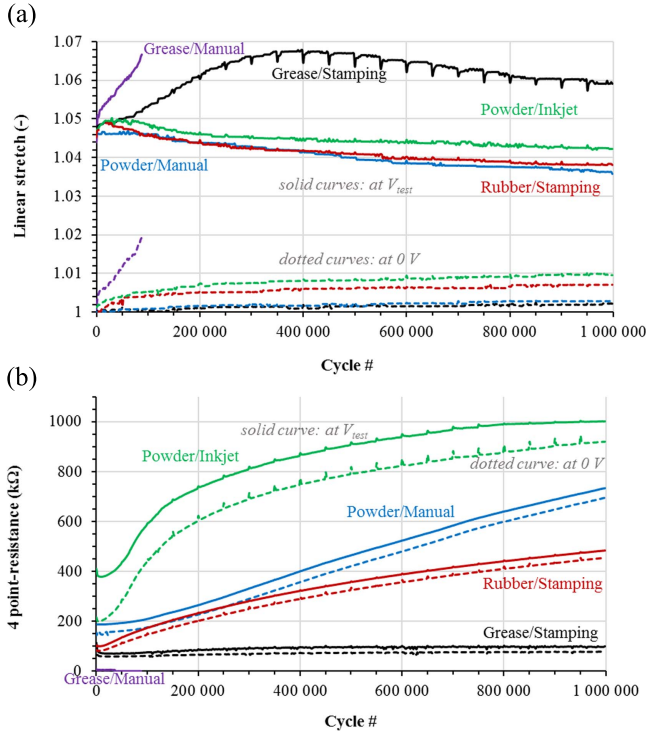 (a)
1.07
Grease/Manual
1.06
Grease/Stamping
Powder/Inkjet
1.05
1.04
Powder/Manual
solid curves: at Vtest
Rubber/Stamping
1.03
1.02
dotted curves: at 0 V
1.01
1
0
200 000
400 000
600 000
800 000
1 000 000
Linear stretch (-)
Cycle #
(b)
1000
solid curve: at Vtest
Powder/Inkjet
dotted curve: at 0 V
800
Powder/Manual
600
Rubber/Stamping
400
Grease/Stamping
200
0
Grease/Manual
0
200 000
400 000
600 000
800 000
1 000 000
4 point-resistance (kΩ)
Cycle #